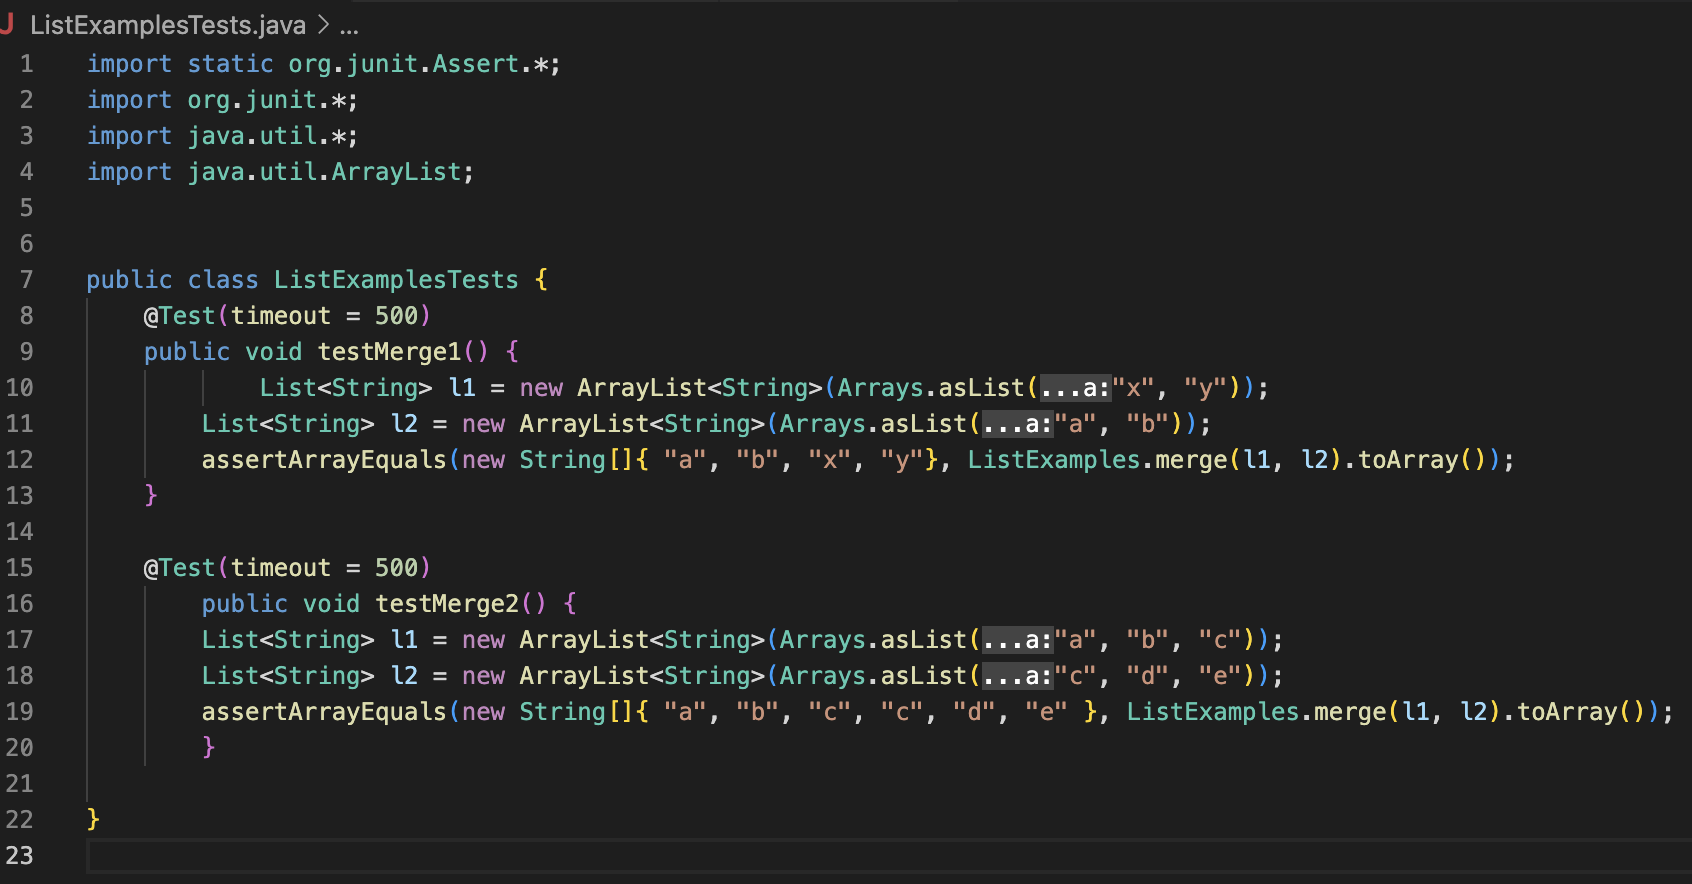 J ListExamplesTests.java > ...
1 import static org.junit.Assert.*;
2 import org.junit.*;
3 import java.util.*;
4 import java.util.ArrayList;
5
6
7 public class ListExamplesTests {
8 @Test(timeout = 500)
9 public void testMerge1() {
10 List<String> l1 = new ArrayList<String>(Arrays.asList(...a:"x", "y"));
11 List<String> l2 = new ArrayList<String>(Arrays.asList(...a:"a", "b"));
12 assertArrayEquals(new String[]{ "a", "b", "x", "y"}, ListExamples.merge(l1, l2).toArray());
13 }
14
15 @Test(timeout = 500)
16 public void testMerge2() {
17 List<String> l1 = new ArrayList<String>(Arrays.asList(...a:"a", "b", "c"));
18 List<String> l2 = new ArrayList<String>(Arrays.asList(...a:"c", "d", "e"));
19 assertArrayEquals(new String[]{ "a", "b", "c", "c", "d", "e" }, ListExamples.merge(l1, l2).toArray());
20 }
21
22 }
23